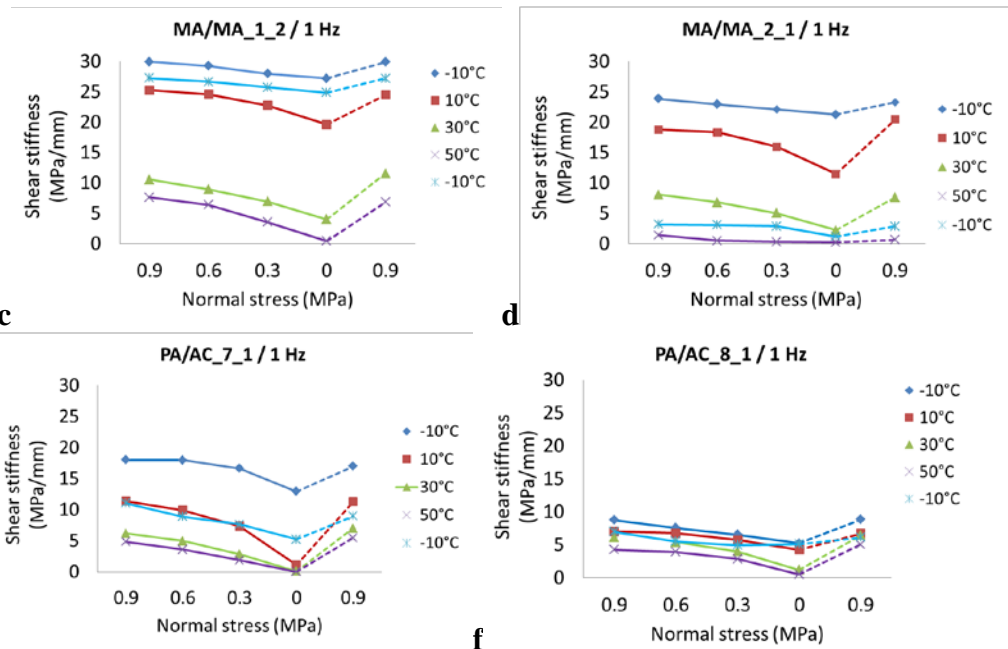 MA/MA_1_2 / 1 Hz
Shear stiffness
(MPa/mm)
30
25
20
15
10
5
0
0.9 0.6 0.3 0 0.9
Normal stress (MPa)
-10°C
10°C
30°C
50°C
-10°C
c
d
MA/MA_2_1 / 1 Hz
Shear stiffness
(MPa/mm)
30
25
20
15
10
5
0
0.9 0.6 0.3 0 0.9
Normal stress (MPa)
-10°C
10°C
30°C
50°C
-10°C
PA/AC_7_1 / 1 Hz
Shear stiffness
(MPa/mm)
30
25
20
15
10
5
0
0.9 0.6 0.3 0 0.9
Normal stress (MPa)
-10°C
10°C
30°C
50°C
-10°C
f
PA/AC_8_1 / 1 Hz
Shear stiffness
(MPa/mm)
30
25
20
15
10
5
0
0.9 0.6 0.3 0 0.9
Normal stress (MPa)
-10°C
10°C
30°C
50°C
-10°C